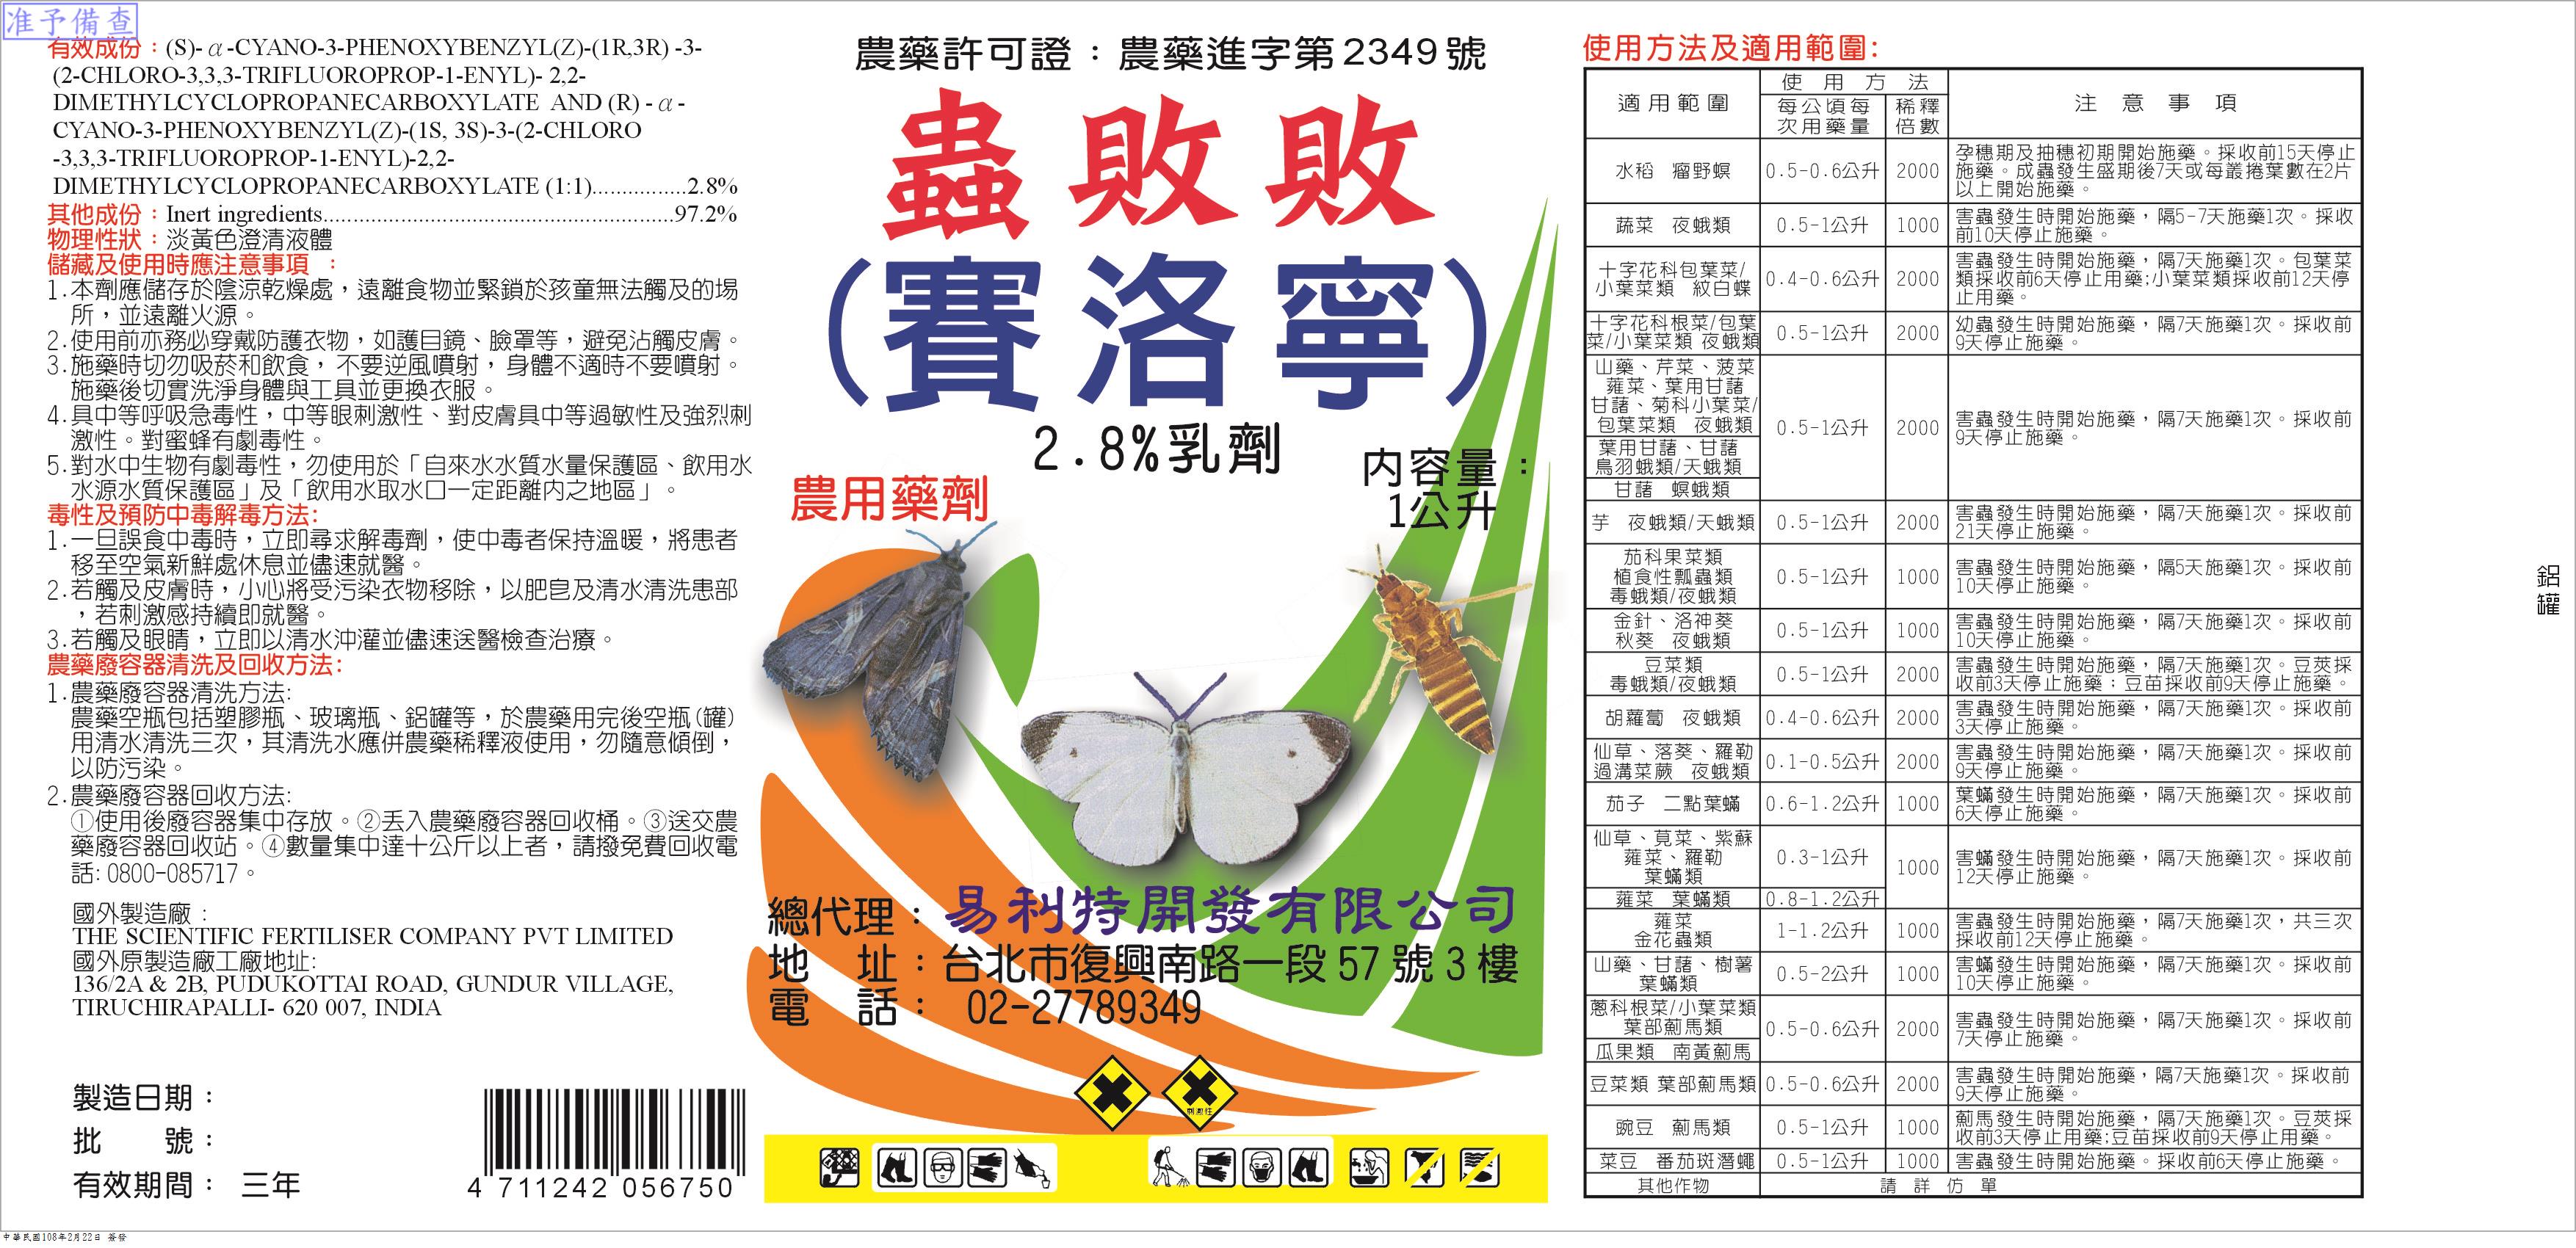 准予備查
有效成份：(S)-α-CYANO-3-PHENOXYBENZYL(Z)-(1R,3R) -3-
(2-CHLORO-3,3,3-TRIFLUOROPROP-1-ENYL)- 2,2-
DIMETHYLCYCLOPROPANECARBOXYLATE AND (R) -α-
CYANO-3-PHENOXYBENZYL(Z)-(1S, 3S)-3-(2-CHLORO
-3,3,3-TRIFLUOROPROP-1-ENYL)-2,2-
DIMETHYLCYCLOPROPANECARBOXYLATE (1:1)................2.8%
其他成份：Inert ingredients...........................................................97.2%
物理性狀：淡黃色澄清液體
儲藏及使用時應注意事項 ：
1.本劑應儲存於陰涼乾燥處，遠離食物並緊鎖於孩童無法觸及的場
所，並遠離火源。
2.使用前亦務必穿戴防護衣物，如護目鏡、臉罩等，避免沾觸皮膚。
3.施藥時切勿吸菸和飲食，不要逆風噴射，身體不適時不要噴射。
施藥後切實洗淨身體與工具並更換衣服。
4.具中等呼吸急毒性，中等眼刺激性、對皮膚具中等過敏性及強烈刺
激性。對蜜蜂有劇毒性。
5.對水中生物有劇毒性，勿使用於「自來水水質水量保護區、飲用水
水源水質保護區」及「飲用水取水口一定距離內之地區」。
毒性及預防中毒解毒方法:
1.一旦誤食中毒時，立即尋求解毒劑，使中毒者保持溫暖，將患者
移至空氣新鮮處休息並儘速就醫。
2.若觸及皮膚時，小心將受污染衣物移除，以肥皂及清水清洗患部
，若刺激感持續即就醫。
3.若觸及眼睛，立即以清水沖灌並儘速送醫檢查治療。
農藥廢容器清洗及回收方法:
1.農藥廢容器清洗方法:
農藥空瓶包括塑膠瓶、玻璃瓶、鋁罐等，於農藥用完後空瓶(罐)
用清水清洗三次，其清洗水應併農藥稀釋液使用，勿隨意傾倒，
以防污染。
2.農藥廢容器回收方法:
①使用後廢容器集中存放。②丟入農藥廢容器回收桶。③送交農
藥廢容器回收站。④數量集中達十公斤以上者，請撥免費回收電
話:0800-085717。
國外製造廠：
THE SCIENTIFIC FERTILISER COMPANY PVT LIMITED
國外原製造廠工廠地址:
136/2A & 2B, PUDUKOTTAI ROAD, GUNDUR VILLAGE,
TIRUCHIRAPALLI- 620 007, INDIA
製造日期：
批　號：
有效期間： 三年
4 711242 056750
農藥許可證：農藥進字第2349號
蟲敗敗
(賽洛寧)
2.8%乳劑
農用藥劑
內容量：
1公升
總代理：易利特開發有限公司
地　址：台北市復興南路一段57號3樓
電　話： 02-27789349
刺激性
使用方法及適用範圍:
適用範圍 使用方法 注意事項
每公頃每次用藥量 稀釋倍數
水稻 瘤野螟 0.5-0.6公升 2000 孕穗期及抽穗初期開始施藥。採收前15天停止
施藥。成蟲發生盛期後7天或每叢捲葉數在2片
以上開始施藥。
蔬菜 夜蛾類 0.5-1公升 1000 害蟲發生時開始施藥，隔5-7天施藥1次。採收
前10天停止施藥。
十字花科包葉菜/
小葉菜類 紋白蝶 0.4-0.6公升 2000 害蟲發生時開始施藥，隔7天施藥1次。包葉菜
類採收前6天停止用藥;小葉菜類採收前12天停
止用藥。
十字花科根菜/包葉
菜/小葉菜類 夜蛾類 0.5-1公升 2000 幼蟲發生時開始施藥，隔7天施藥1次。採收前
9天停止施藥。
山藥、芹菜、菠菜
蕹菜、葉用甘藷
甘藷、菊科小葉菜/
包葉菜類 夜蛾類
葉用甘藷、甘藷
鳥羽蛾類/天蛾類
甘藷 螟蛾類
0.5-1公升 2000 害蟲發生時開始施藥，隔7天施藥1次。採收前
9天停止施藥。
芋 夜蛾類/天蛾類 0.5-1公升 2000 害蟲發生時開始施藥，隔7天施藥1次。採收前
21天停止施藥。
茄科果菜類
植食性瓢蟲類
毒蛾類/夜蛾類 0.5-1公升 1000 害蟲發生時開始施藥，隔5天施藥1次。採收前
10天停止施藥。
金針、洛神葵
秋葵 夜蛾類 0.5-1公升 1000 害蟲發生時開始施藥，隔7天施藥1次。採收前
10天停止施藥。
豆菜類
毒蛾類/夜蛾類 0.5-1公升 2000 害蟲發生時開始施藥，隔7天施藥1次。豆莢採
收前3天停止施藥；豆苗採收前9天停止施藥。
胡蘿蔔 夜蛾類 0.4-0.6公升 2000 害蟲發生時開始施藥，隔7天施藥1次。採收前
3天停止施藥。
仙草、落葵、羅勒
過溝菜蕨 夜蛾類 0.1-0.5公升 2000 害蟲發生時開始施藥，隔7天施藥1次。採收前
9天停止施藥。
茄子 二點葉蟎 0.6-1.2公升 1000 葉蟎發生時開始施藥，隔7天施藥1次。採收前
6天停止施藥。
仙草、莧菜、紫蘇
蕹菜、羅勒
葉蟎類 0.3-1公升
蕹菜 葉蟎類 0.8-1.2公升
1000 害蟎發生時開始施藥，隔7天施藥1次。採收前
12天停止施藥。
蕹菜
金花蟲類 1-1.2公升 1000 害蟲發生時開始施藥，隔7天施藥1次，共三次
採收前12天停止施藥。
山藥、甘藷、樹薯
葉蟎類 0.5-2公升 1000 害蟎發生時開始施藥，隔7天施藥1次。採收前
10天停止施藥。
蔥科根菜/小葉菜類
葉部薊馬類
瓜果類 南黃薊馬
0.5-0.6公升 2000 害蟲發生時開始施藥，隔7天施藥1次。採收前
7天停止施藥。
豆菜類 葉部薊馬類 0.5-0.6公升 2000 害蟲發生時開始施藥，隔7天施藥1次。採收前
9天停止施藥。
豌豆 薊馬類 0.5-1公升 1000 薊馬發生時開始施藥，隔7天施藥1次。豆莢採
收前3天停止用藥;豆苗採收前9天停止用藥。
菜豆 番茄斑潛蠅 0.5-1公升 1000 害蟲發生時開始施藥。採收前6天停止施藥。
其他作物 請詳仿單
鋁罐
中華民國108年2月22日 簽發